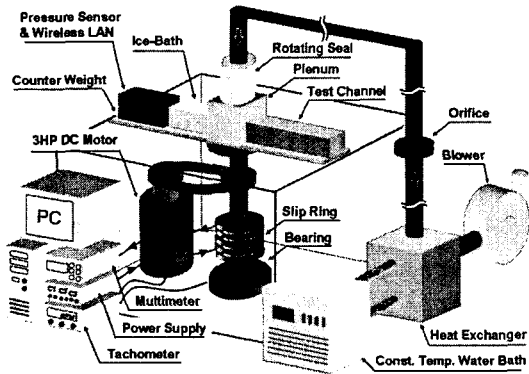 Pressure Sensor
& Wireless LAN
Ice-Bath
Rotating Seal
Plenum
Counter Weight
Test Channel
3HP DC Motor
Orifice
Blower
PC
Slip Ring
Bearing
Multimeter
Power Supply
Heat Exchanger
Tachometer
Const. Temp. Water Bath